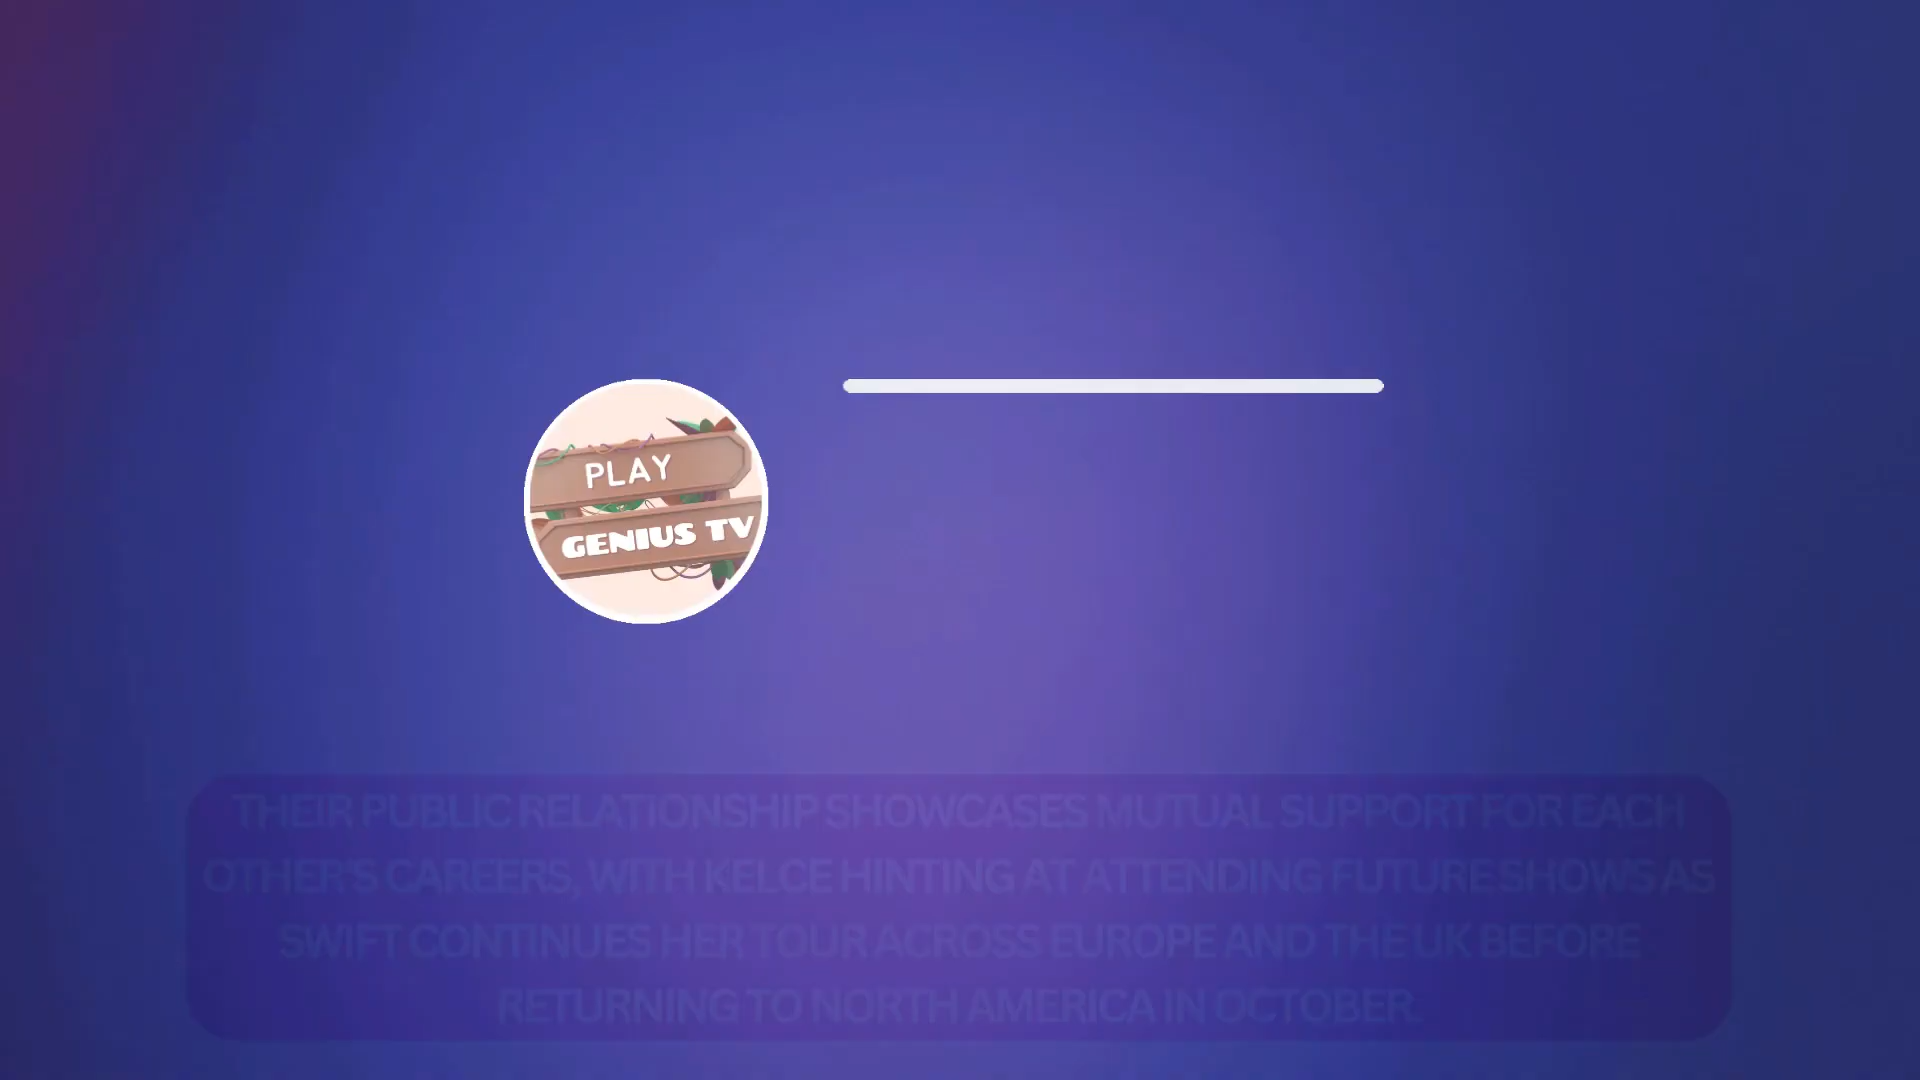 PLAY
GENIUS TV
THEIR PUBLIC RELATIONSHIP SHOWCASES MUTUAL SUPPORT FOR EACH
OTHER'S CAREERS, WITH KELCE HINTING AT ATTENDING FUTURE SHOWS AS
SWIFT CONTINUES HER TOUR ACROSS EUROPE AND THE UK BEFORE
RETURNING TO NORTH AMERICA IN OCTOBER.